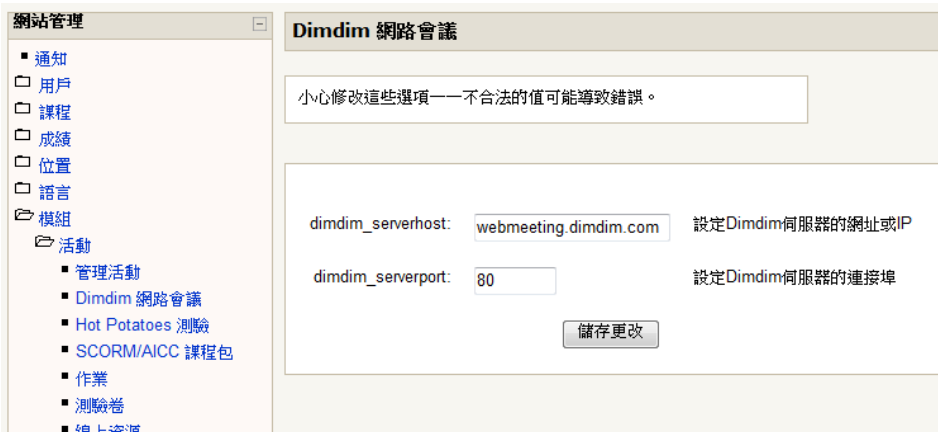 網站管理
通知
用戶
課程
成績
位置
語言
模組
活動
管理活動
Dimdim 網路會議
Hot Potatoes 測驗
SCORM/AICC 課程包
作業
測驗卷
線上資源
Dimdim 網路會議
小心修改這些選項——不合法的值可能導致錯誤。
dimdim_serverhost: webmeeting.dimdim.com 設定Dimdim伺服器的網址或IP
dimdim_serverport: 80 設定Dimdim伺服器的連接埠
儲存更改